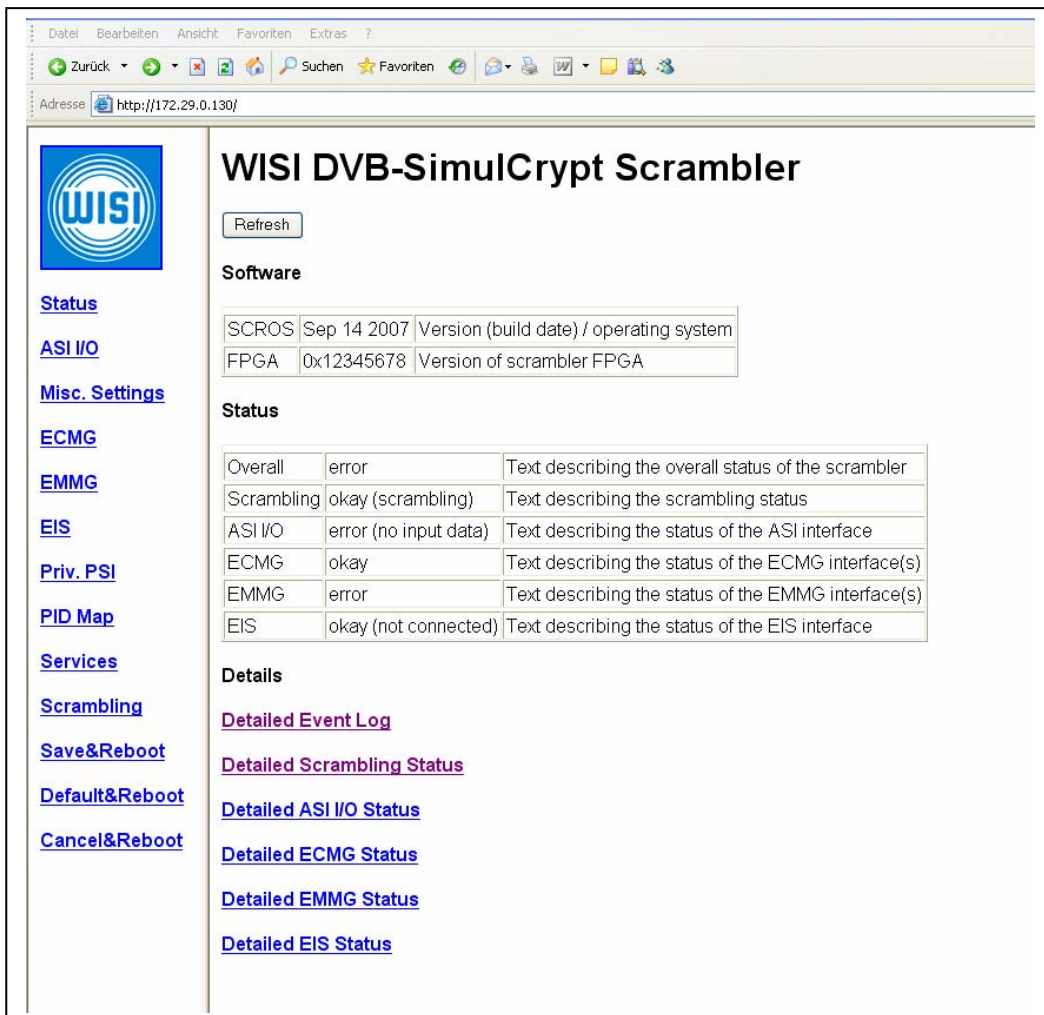 Datei Bearbeiten Ansicht Favoriten Extras ?
Zurück Suchen Favoriten
Adresse http://172.29.0.130/
WISI
Status
ASI I/O
Misc. Settings
ECMG
EMMG
EIS
Priv. PSI
PID Map
Services
Scrambling
Save&Reboot
Default&Reboot
Cancel&Reboot
WISI DVB-SimulCrypt Scrambler
Refresh
Software
SCROS Sep 14 2007 Version (build date) / operating system
FPGA 0x12345678 Version of scrambler FPGA
Status
Overall error Text describing the overall status of the scrambler
Scrambling okay (scrambling) Text describing the scrambling status
ASI I/O error (no input data) Text describing the status of the ASI interface
ECMG okay Text describing the status of the ECMG interface(s)
EMMG error Text describing the status of the EMMG interface(s)
EIS okay (not connected) Text describing the status of the EIS interface
Details
Detailed Event Log
Detailed Scrambling Status
Detailed ASI I/O Status
Detailed ECMG Status
Detailed EMMG Status
Detailed EIS Status